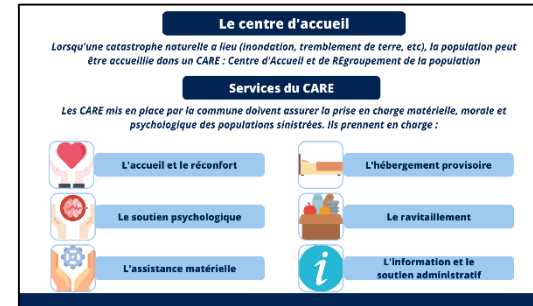 Le centre d'accueil
Lorsqu'une catastrophe naturelle a lieu (inondation, tremblement de terre, etc), la population peut
être accueillie dans un CARE : Centre d'Accueil et de REgroupement de la population
Services du CARE
Les CARE mis en place par la commune doivent assurer la prise en charge matérielle, morale et
psychologique des populations sinistrées. Ils prennent en charge :
L'accueil et le réconfort
L'hébergement provisoire
Le soutien psychologique
Le ravitaillement
L'assistance matérielle
L'information et le
soutien administratif